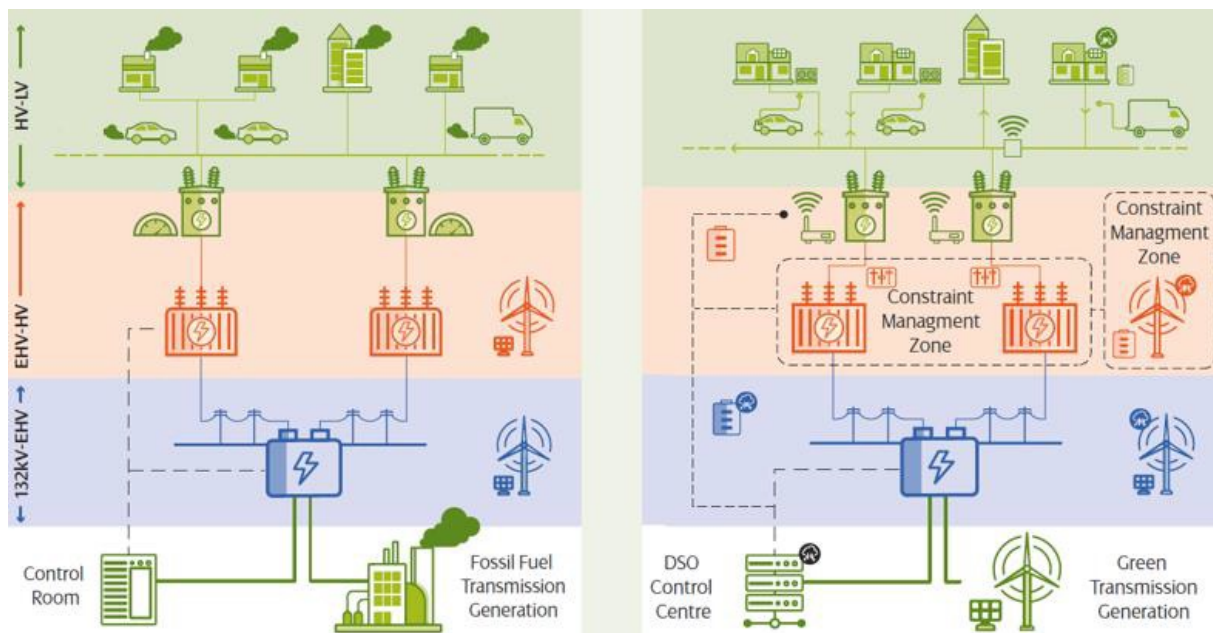 HV-LV
EHV-HV
132kV-EHV
Control
Room
Fossil Fuel
Transmission
Generation
Constraint
Managment
Zone
Constraint
Managment
Zone
DSO
Control
Centre
Green
Transmission
Generation